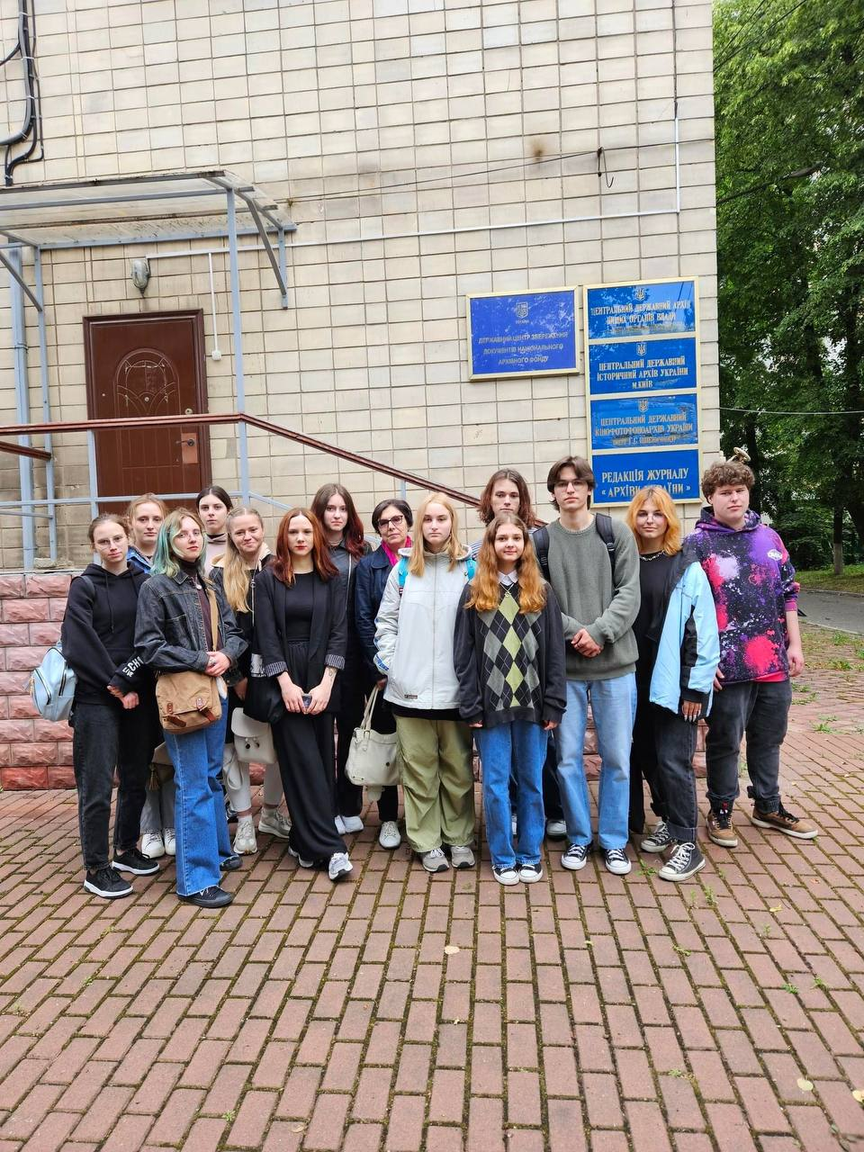 ДЕРЖАВНИЙ ЦЕНТР ЗБЕРЕЖЕННЯ
ДОКУМЕНТІВ НАЦІОНАЛЬНОГО
АРХІВНОГО ФОНДУ
ЦЕНТРАЛЬНИЙ ДЕРЖАВНИЙ АРХІВ
ВИЩИХ ОРГАНІВ ВЛАДИ
ЦЕНТРАЛЬНИЙ ДЕРЖАВНИЙ
ІСТОРИЧНИЙ АРХІВ УКРАЇНИ
М.КИЇВ
ЦЕНТРАЛЬНИЙ ДЕРЖАВНИЙ
КІНОФОТОФОНОАРХІВ УКРАЇНИ
РЕДАКЦІЯ ЖУРНАЛУ
«АРХІВИ УКРАЇНИ»